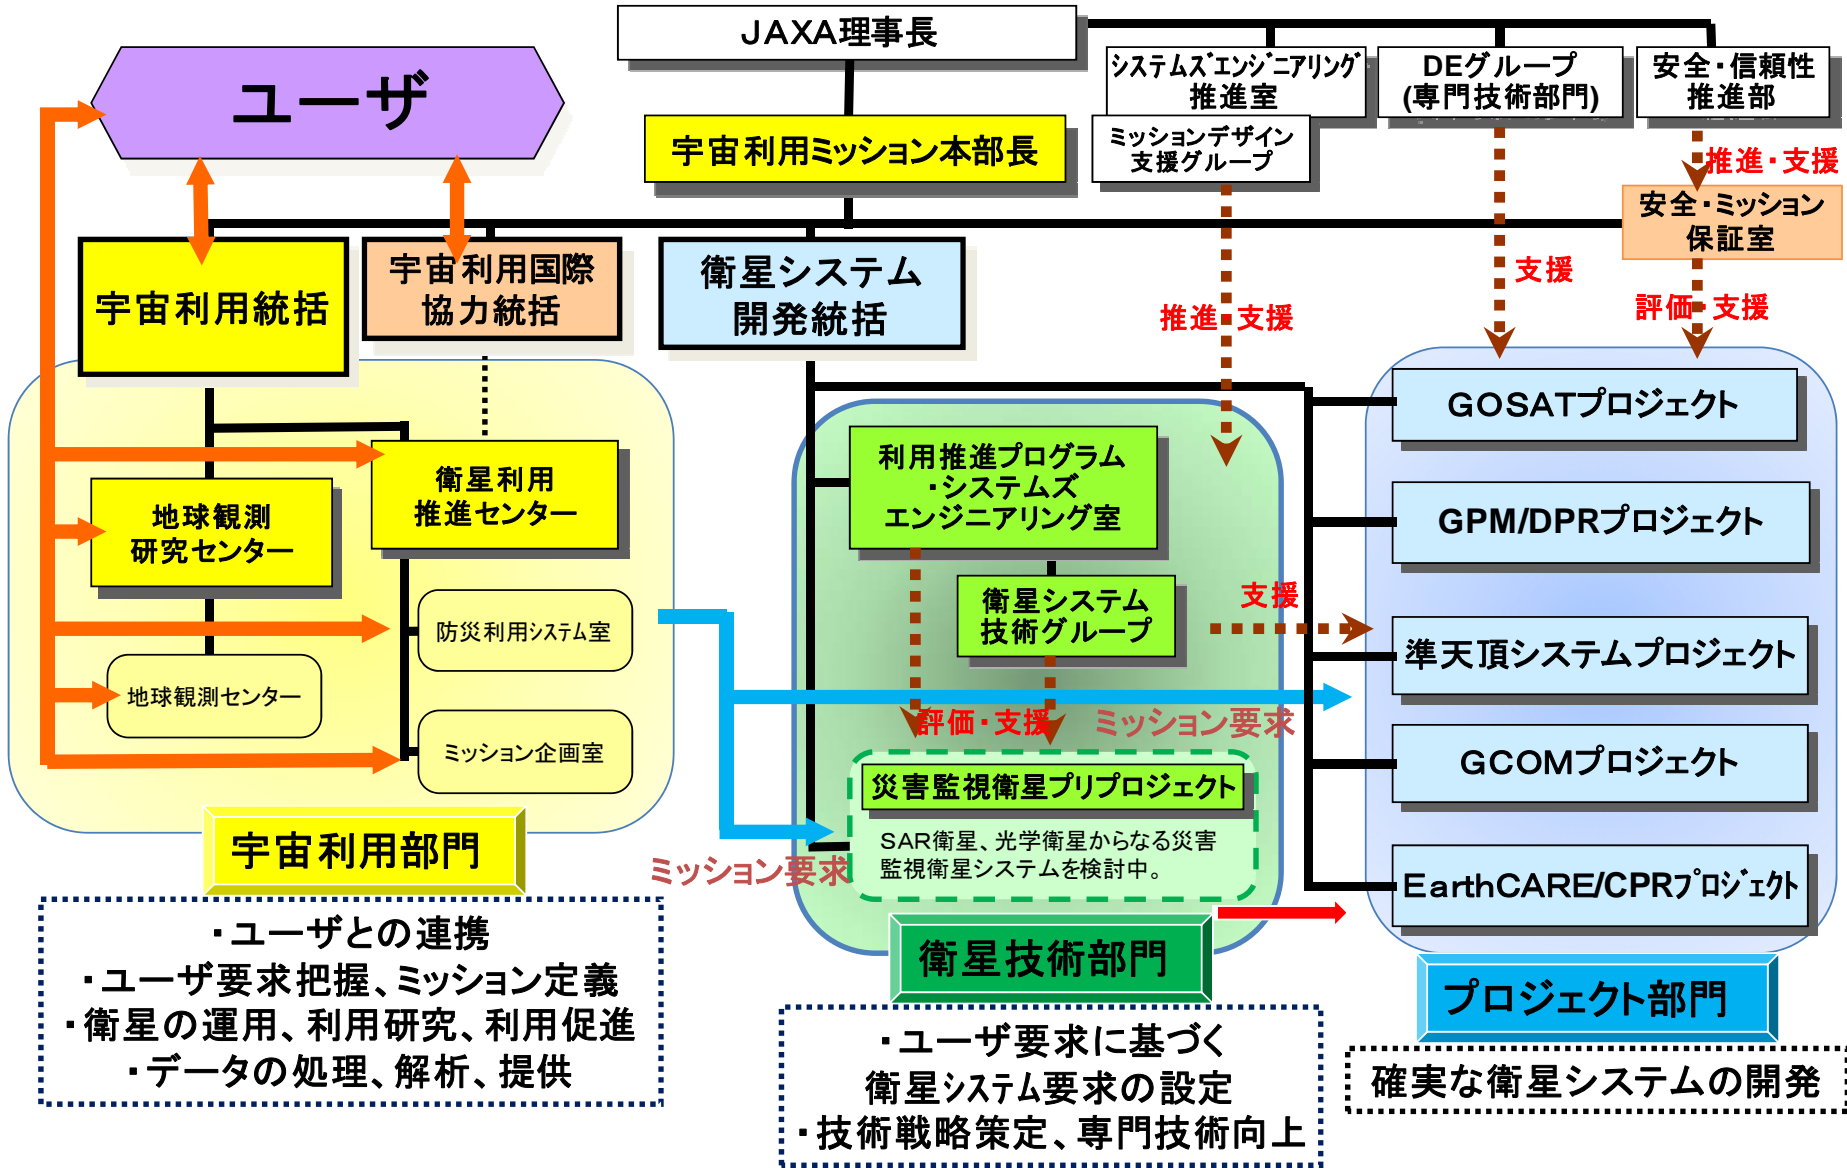 JAXA理事長
システムズエンジニアリング
推進室
DEグループ
(専門技術部門)
安全・信頼性
推進部
ユーザ
宇宙利用ミッション本部長
ミッションデザイン
支援グループ
推進・支援
安全・ミッション
保証室
宇宙利用統括
宇宙利用国際
協力統括
衛星システム
開発統括
推進・支援
支援
評価・支援
GOSATプロジェクト
利用推進プログラム
・システムズ
エンジニアリング室
衛星利用
推進センター
地球観測
研究センター
GPM/DPRプロジェクト
衛星システム
技術グループ
支援
防災利用システム室
準天頂システムプロジェクト
地球観測センター
評価・支援
ミッション要求
ミッション企画室
GCOMプロジェクト
災害監視衛星プリプロジェクト
SAR衛星、光学衛星からなる災害
監視衛星システムを検討中。
ミッション要求
EarthCARE/CPRプロジェクト
宇宙利用部門
・ユーザとの連携
・ユーザ要求把握、ミッション定義
・衛星の運用、利用研究、利用促進
・データの処理、解析、提供
衛星技術部門
・ユーザ要求に基づく
衛星システム要求の設定
・技術戦略策定、専門技術向上
プロジェクト部門
確実な衛星システムの開発